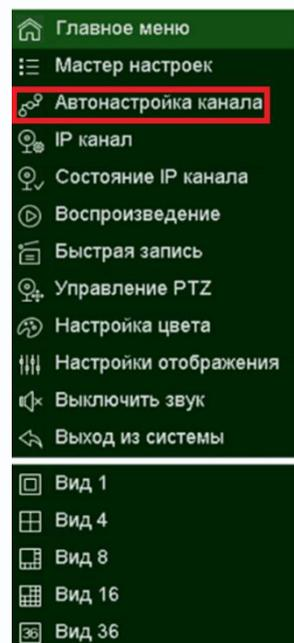 Главное меню
Мастер настроек
Автонастройка канала
IP канал
Состояние IP канала
Воспроизведение
Быстрая запись
Управление PTZ
Настройка цвета
Настройки отображения
Выключить звук
Выход из системы
Вид 1
Вид 4
Вид 8
Вид 16
36 Вид 36